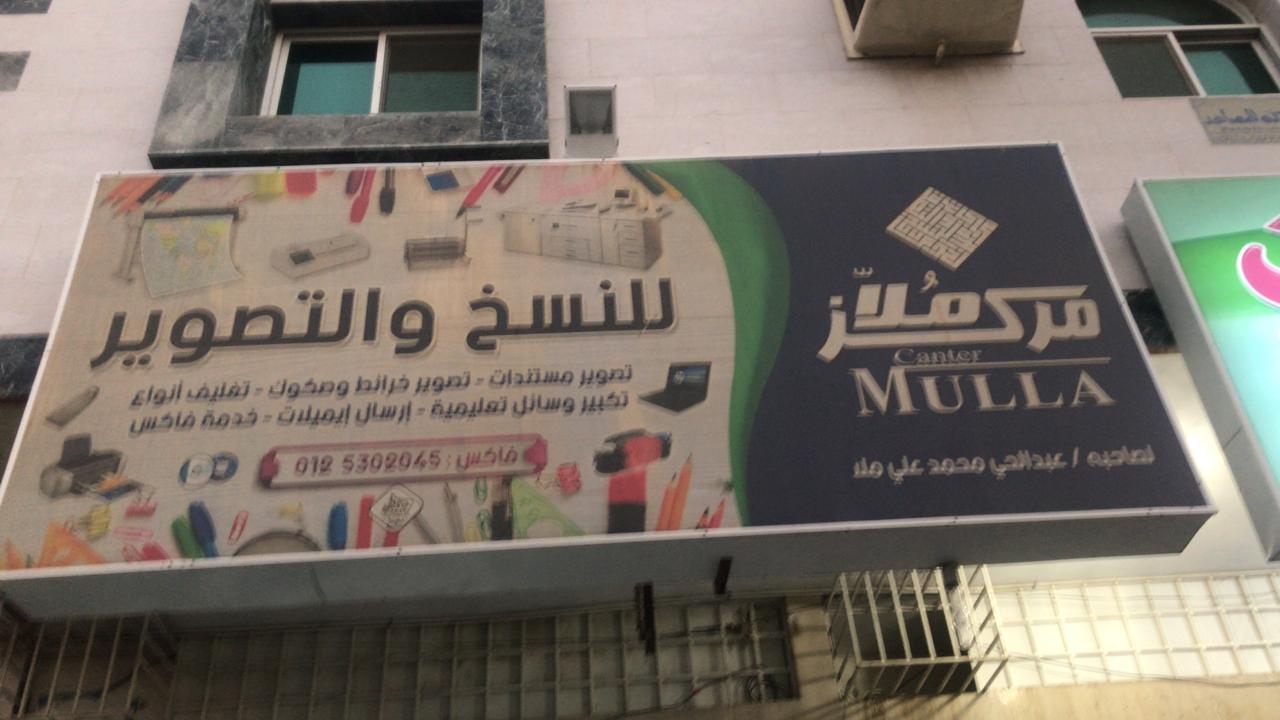 مركز مُلاّ
Canter
MULLA
لصاحبه / عبدالحي محمد علي ملا
للنسخ والتصوير
تصوير مستندات - تصوير خرائط وصكوك - تغليف أنواع
تكبير وسائل تعليمية - إرسال إيميلات - خدمة فاكس
فاكس : 012 5302045